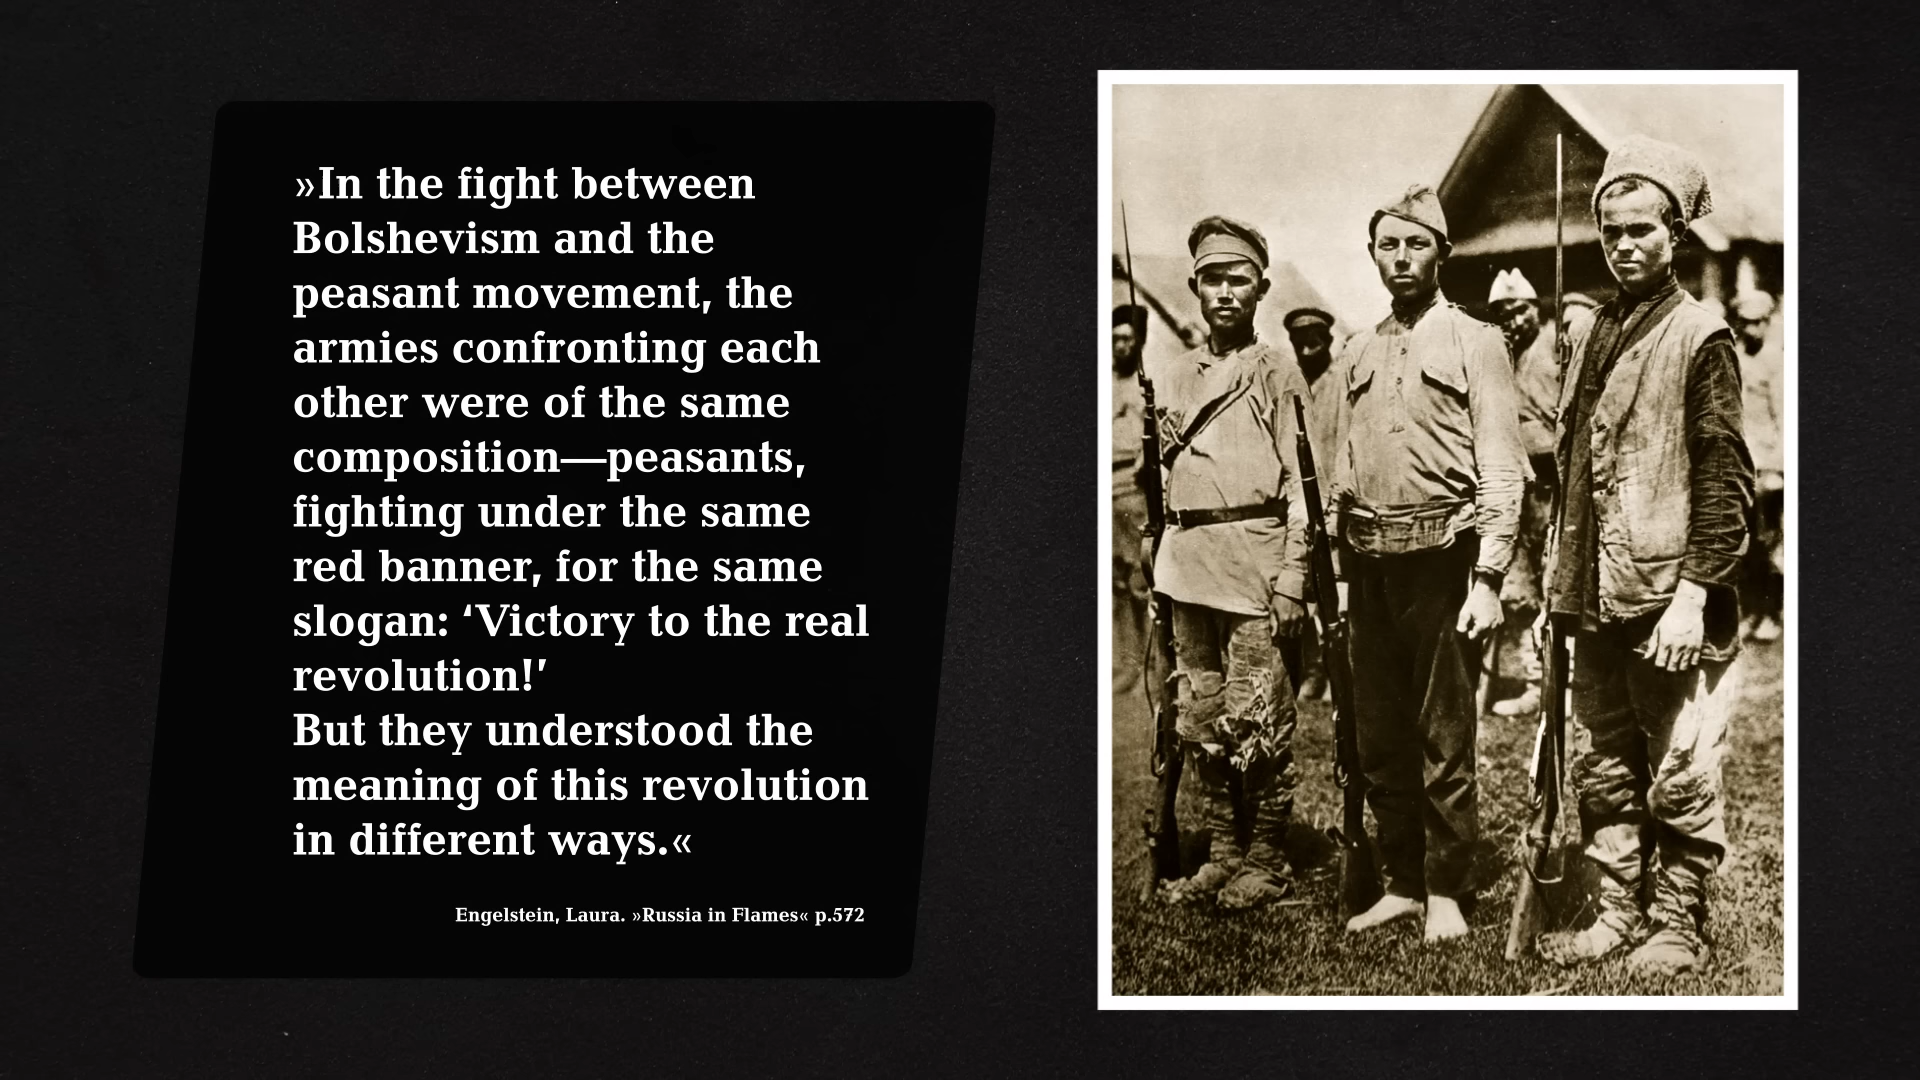 »In the fight between
Bolshevism and the
peasant movement, the
armies confronting each
other were of the same
composition—peasants,
fighting under the same
red banner, for the same
slogan: ‘Victory to the real
revolution!’
But they understood the
meaning of this revolution
in different ways.«
Engelstein, Laura. »Russia in Flames« p.572